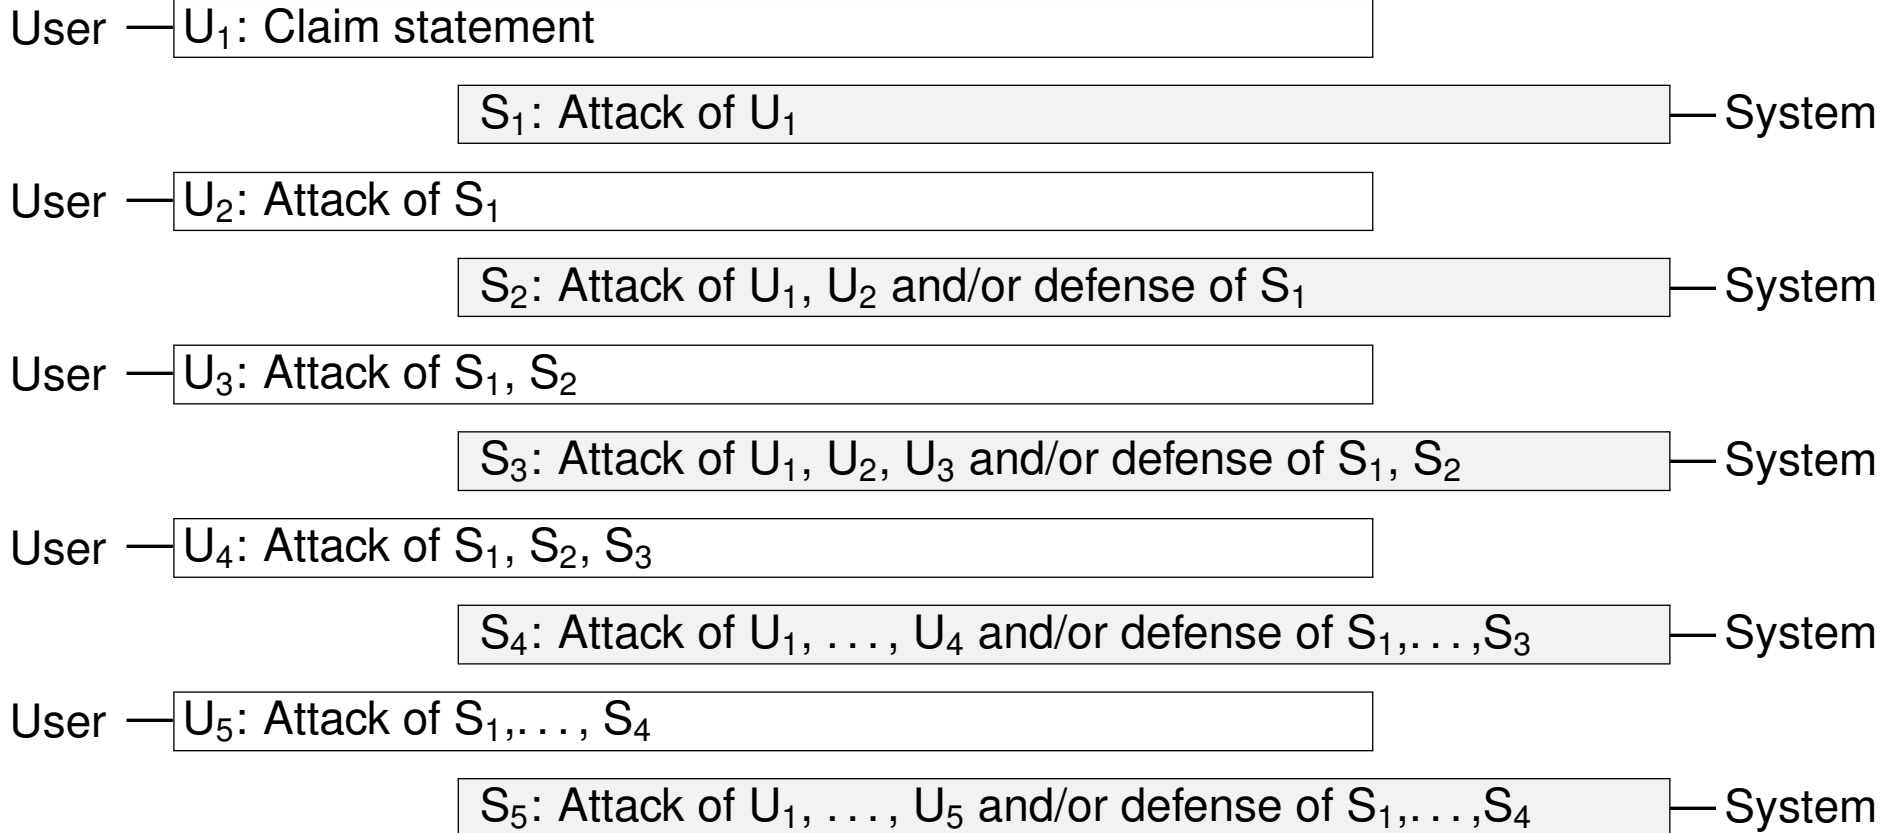 User U₁: Claim statement
S₁: Attack of U₁ System
User U₂: Attack of S₁
S₂: Attack of U₁, U₂ and/or defense of S₁ System
User U₃: Attack of S₁, S₂
S₃: Attack of U₁, U₂, U₃ and/or defense of S₁, S₂ System
User U₄: Attack of S₁, S₂, S₃
S₄: Attack of U₁, ..., U₄ and/or defense of S₁,...,S₃ System
User U₅: Attack of S₁,..., S₄
S₅: Attack of U₁, ..., U₅ and/or defense of S₁,...,S₄ System